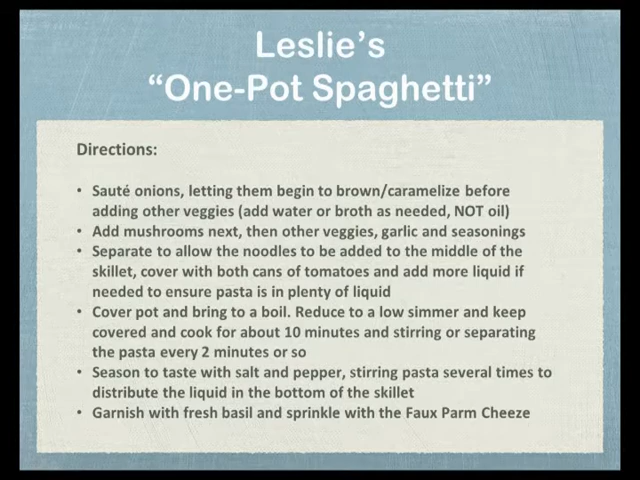 Leslie's
“One-Pot Spaghetti”
Directions:
• Sauté onions, letting them begin to brown/caramelize before
adding other veggies (add water or broth as needed, NOT oil)
• Add mushrooms next, then other veggies, garlic and seasonings
• Separate to allow the noodles to be added to the middle of the
skillet, cover with both cans of tomatoes and add more liquid if
needed to ensure pasta is in plenty of liquid
• Cover pot and bring to a boil. Reduce to a low simmer and keep
covered and cook for about 10 minutes and stirring or separating
the pasta every 2 minutes or so
• Season to taste with salt and pepper, stirring pasta several times to
distribute the liquid in the bottom of the skillet
• Garnish with fresh basil and sprinkle with the Faux Parm Cheeze